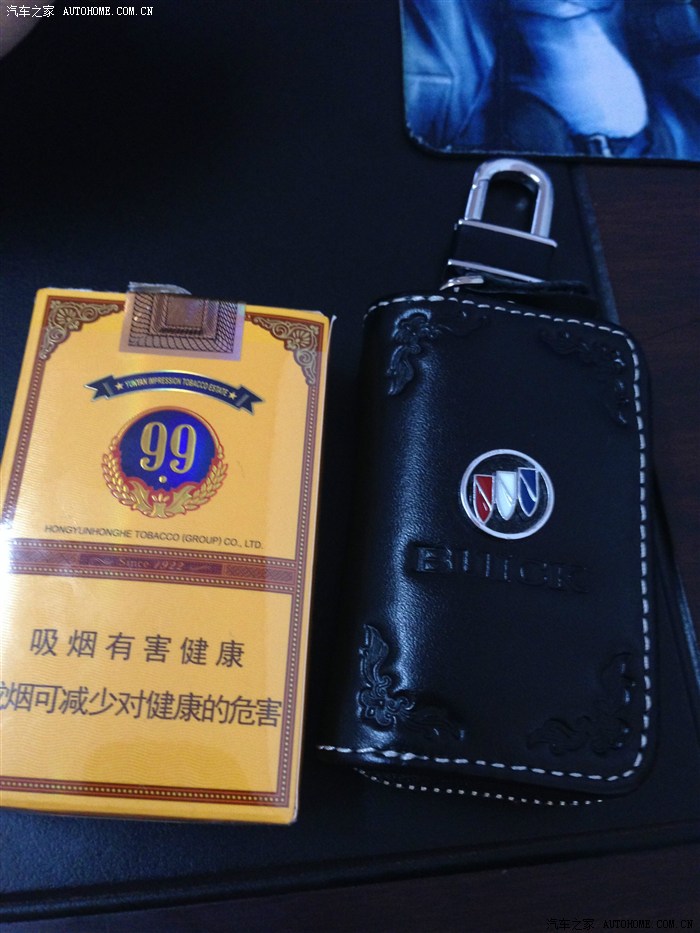 汽车之家 AUTOHOME.COM.CN
YUNYAN IMPRESSION TOBACCO ESTATE
99
HONGYUNHONGHE TOBACCO (GROUP) CO., LTD.
Since 1922
吸烟有害健康
烟可减少对健康的危害
BUICK
汽车之家 AUTOHOME.COM.CN